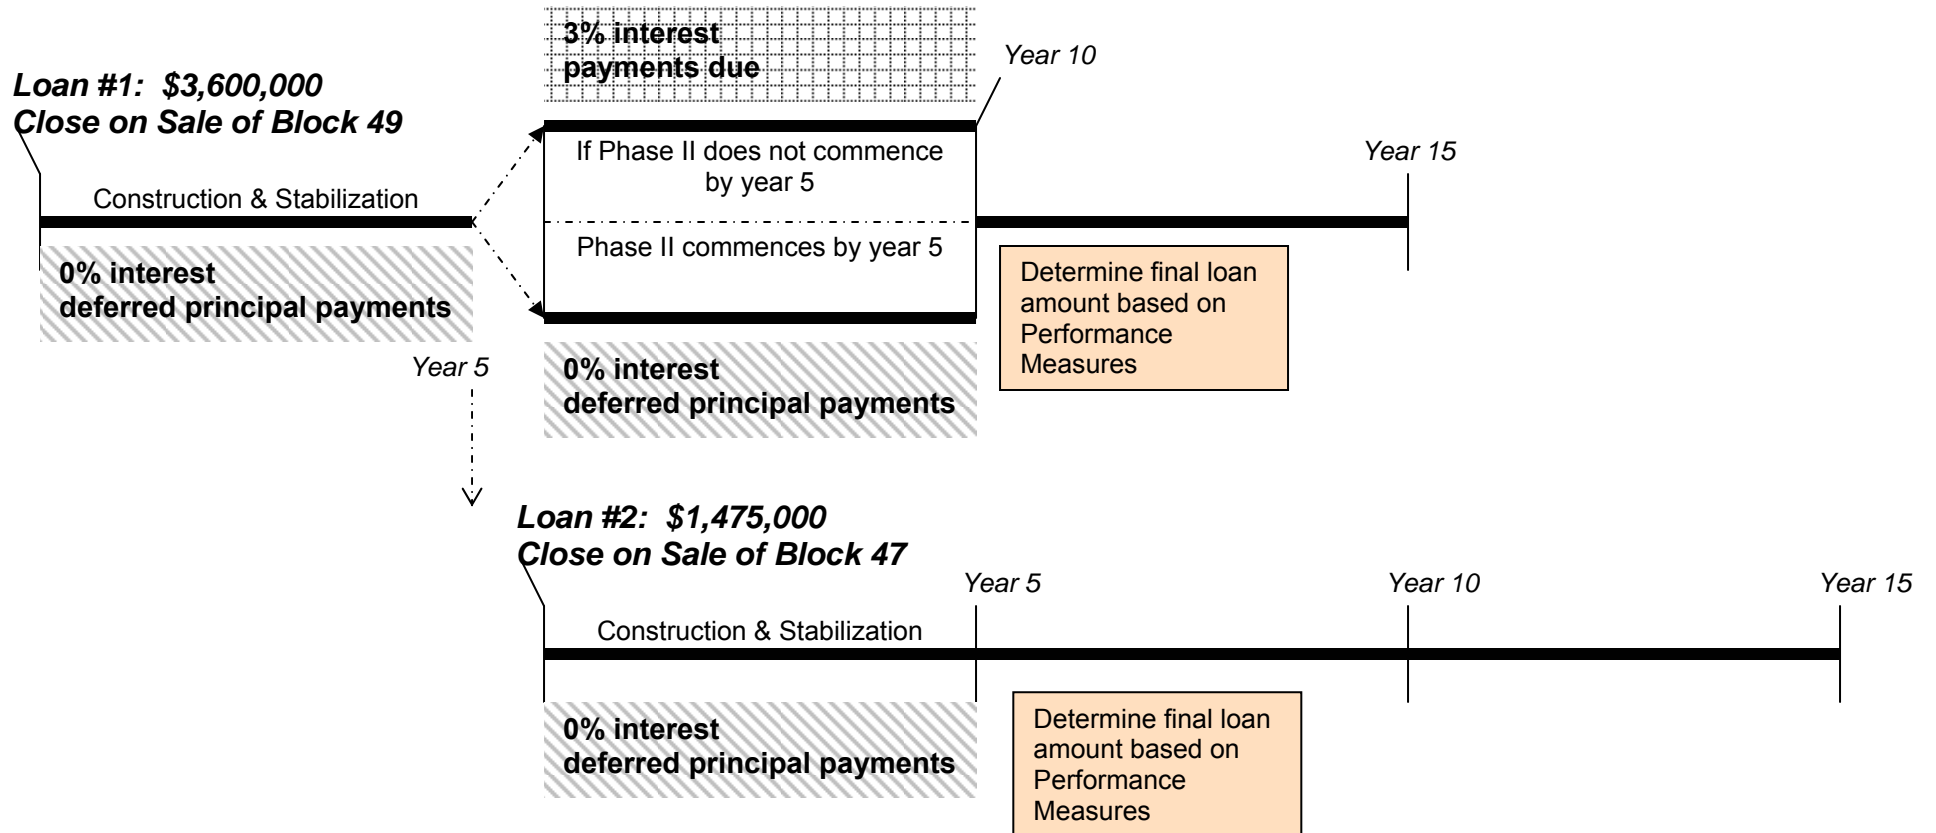 3% interest
payments due
Year 10
Loan #1:  $3,600,000
Close on Sale of Block 49
If Phase II does not commence
by year 5
Year 15
Construction & Stabilization
Phase II commences by year 5
0% interest
deferred principal payments
Determine final loan
amount based on
Performance
Measures
Year 5
0% interest
deferred principal payments
Loan #2:  $1,475,000
Close on Sale of Block 47
Year 5
Year 10
Year 15
Construction & Stabilization
0% interest
deferred principal payments
Determine final loan
amount based on
Performance
Measures